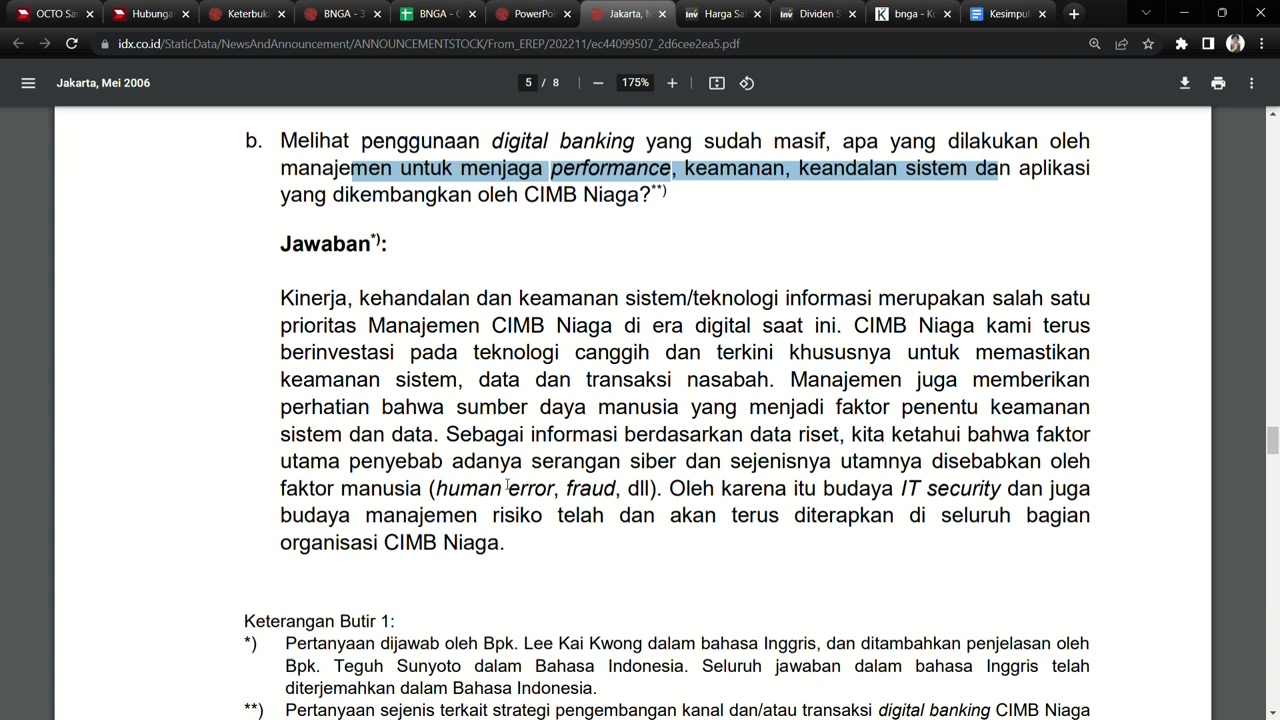 OCTO Sav
Hubunga
Keterbuk
BNGA - 3
BNGA - G
PowerPoi
Jakarta, M
Harga Sa
Dividen S
bnga - Ko
Kesimpul
idx.co.id/StaticData/NewsAndAnnouncement/ANNOUNCEMENTSTOCK/From_EREP/202211/ec44099507_2d6cee2ea5.pdf
Jakarta, Mei 2006
5 / 8
175%
b. Melihat penggunaan digital banking yang sudah masif, apa yang dilakukan oleh
manajemen untuk menjaga performance, keamanan, keandalan sistem dan aplikasi
yang dikembangkan oleh CIMB Niaga?**)
Jawaban*):
Kinerja, kehandalan dan keamanan sistem/teknologi informasi merupakan salah satu
prioritas Manajemen CIMB Niaga di era digital saat ini. CIMB Niaga kami terus
berinvestasi pada teknologi canggih dan terkini khususnya untuk memastikan
keamanan sistem, data dan transaksi nasabah. Manajemen juga memberikan
perhatian bahwa sumber daya manusia yang menjadi faktor penentu keamanan
sistem dan data. Sebagai informasi berdasarkan data riset, kita ketahui bahwa faktor
utama penyebab adanya serangan siber dan sejenisnya utamnya disebabkan oleh
faktor manusia (human error, fraud, dll). Oleh karena itu budaya IT security dan juga
budaya manajemen risiko telah dan akan terus diterapkan di seluruh bagian
organisasi CIMB Niaga.
Keterangan Butir 1:
*) Pertanyaan dijawab oleh Bpk. Lee Kai Kwong dalam bahasa Inggris, dan ditambahkan penjelasan oleh
Bpk. Teguh Sunyoto dalam Bahasa Indonesia. Seluruh jawaban dalam bahasa Inggris telah
diterjemahkan dalam Bahasa Indonesia.
**) Pertanyaan sejenis terkait strategi pengembangan kanal dan/atau transaksi digital banking CIMB Niaga